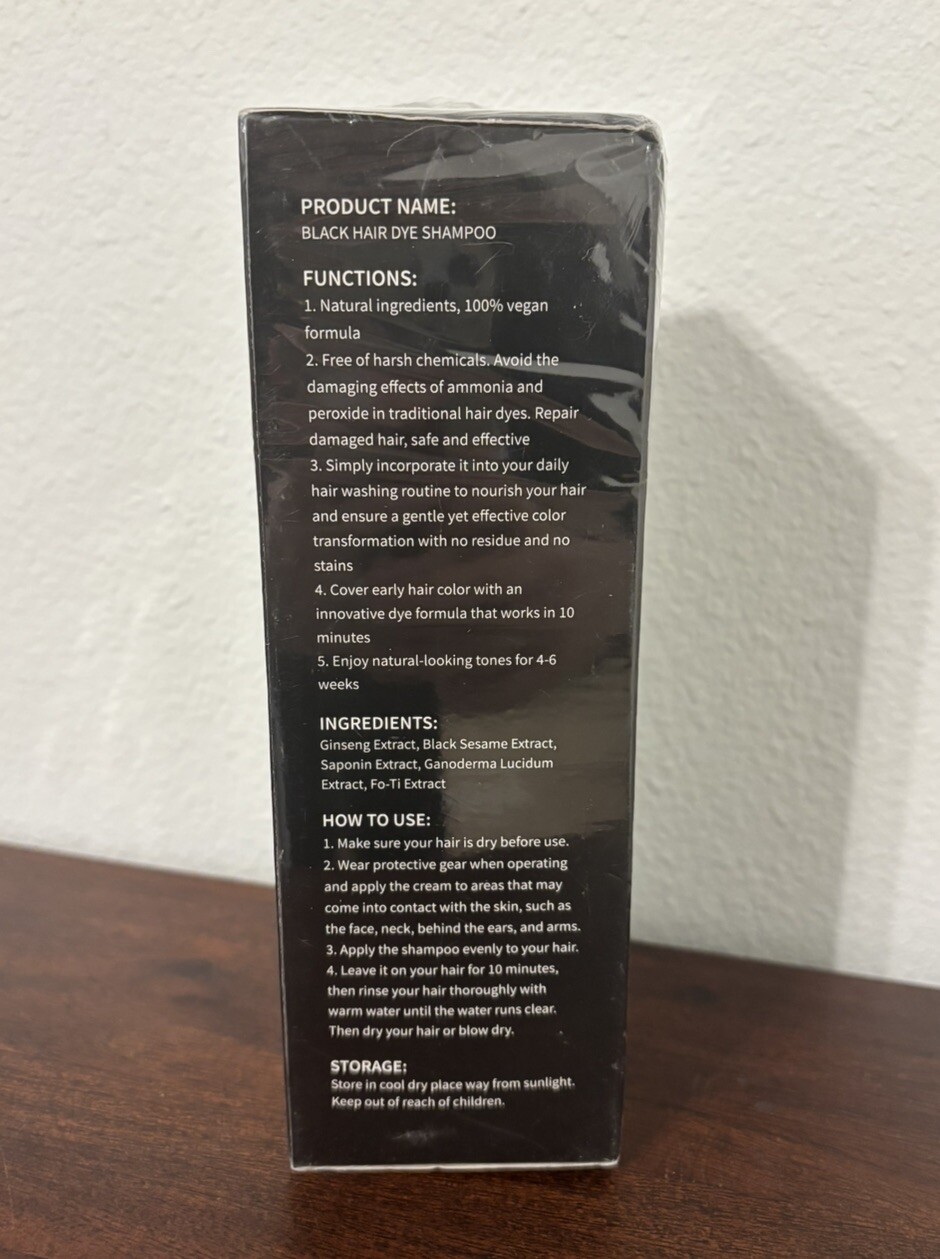 PRODUCT NAME:
BLACK HAIR DYE SHAMPOO
FUNCTIONS:
1. Natural ingredients, 100% vegan
formula
2. Free of harsh chemicals. Avoid the
damaging effects of ammonia and
peroxide in traditional hair dyes. Repair
damaged hair, safe and effective
3. Simply incorporate it into your daily
hair washing routine to nourish your hair
and ensure a gentle yet effective color
transformation with no residue and no
stains
4. Cover early hair color with an
innovative dye formula that works in 10
minutes
5. Enjoy natural-looking tones for 4-6
weeks
INGREDIENTS:
Ginseng Extract, Black Sesame Extract,
Saponin Extract, Ganoderma Lucidum
Extract, Fo-Ti Extract
HOW TO USE:
1. Make sure your hair is dry before use.
2. Wear protective gear when operating
and apply the cream to areas that may
come into contact with the skin, such as
the face, neck, behind the ears, and arms.
3. Apply the shampoo evenly to your hair.
4. Leave it on your hair for 10 minutes,
then rinse your hair thoroughly with
warm water until the water runs clear.
Then dry your hair or blow dry.
STORAGE:
Store in cool dry place way from sunlight.
Keep out of reach of children.